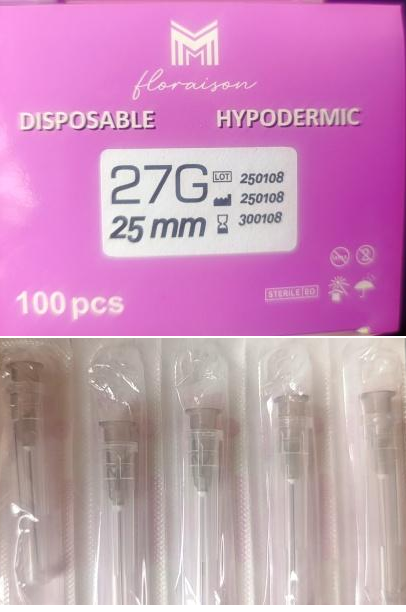 floraison
DISPOSABLE HYPODERMIC
27G LOT 250108
250108
25 mm 300108
100 pcs
STERILE EO